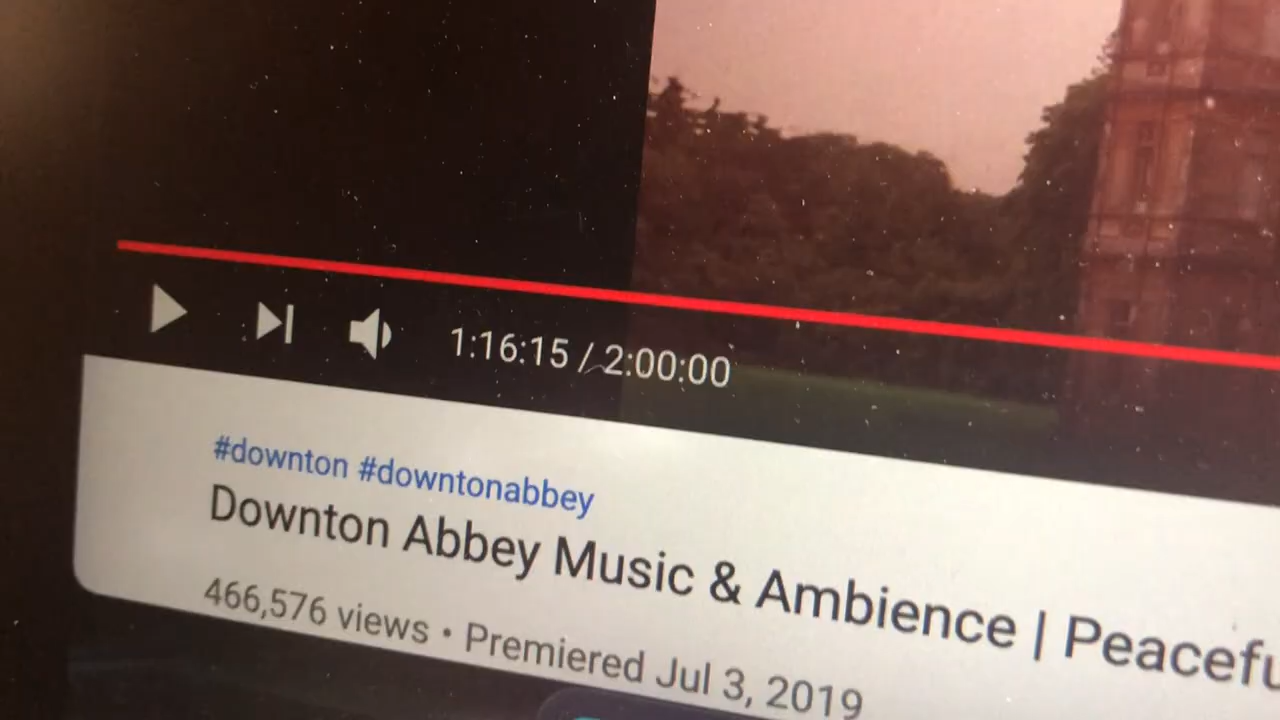 1:16:15 / 2:00:00
#downton #downtonabbey
Downton Abbey Music & Ambience |
466,576 views • Premiered Jul 3, 2019